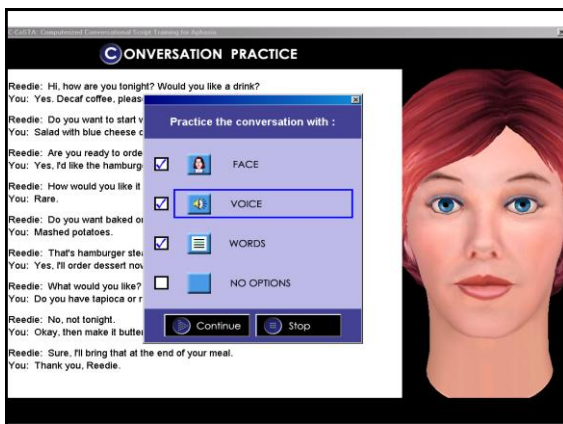 C-CoSTA: Computerized Conversational Script Training for Aphasia
CONVERSATION PRACTICE
Reedie: Hi, how are you tonight? Would you like a drink?
You: Yes. Decaf coffee, pleas
Reedie: Do you want to start
You: Salad with blue cheese
Reedie: Are you ready to orde
You: Yes, I'd like the hamburg
Reedie: How would you like it
You: Rare.
Reedie: Do you want baked o
You: Mashed potatoes.
Reedie: That's hamburger ste
You: Yes, I'll order dessert no
Reedie: What would you like?
You: Do you have tapioca or r
Reedie: No, not tonight.
You: Okay, then make it butte
Reedie: Sure, I'll bring that at the end of your meal.
You: Thank you, Reedie.
Practice the conversation with :
FACE
VOICE
WORDS
NO OPTIONS
Continue
Stop